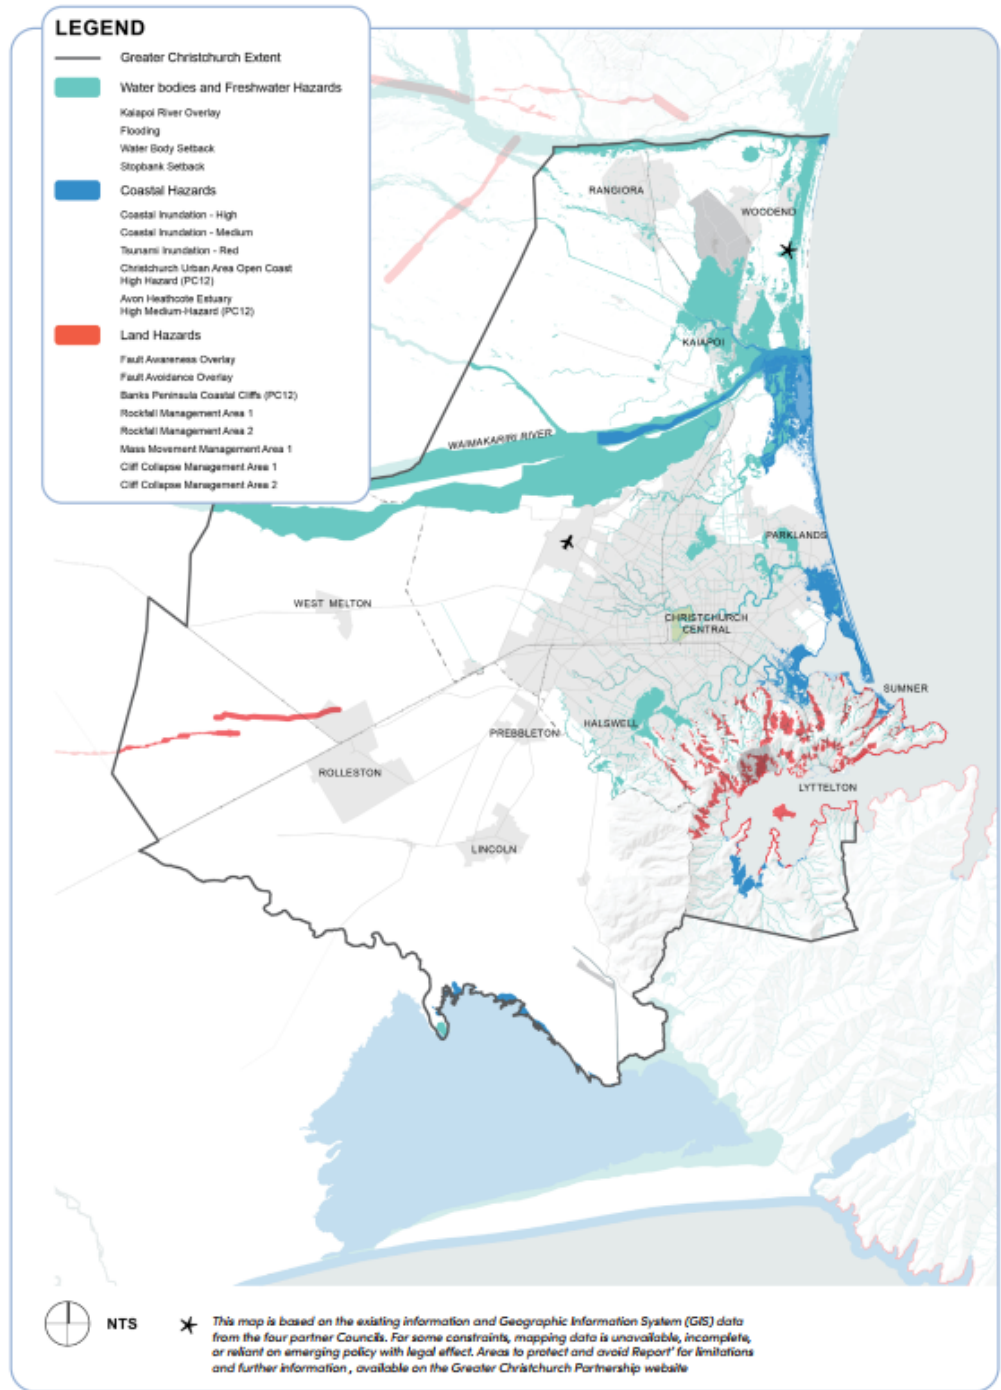 LEGEND
Greater Christchurch Extent
Water bodies and Freshwater Hazards
Kaiapoi River Overlay
Flooding
Water Body Setback
Stopbank Setback
Coastal Hazards
Coastal Inundation - High
Coastal Inundation - Medium
Tsunami Inundation - Red
Christchurch Urban Area Open Coast
High Hazard (PC12)
Avon Heathcote Estuary
High Medium-Hazard (PC12)
Land Hazards
Fault Awareness Overlay
Fault Avoidance Overlay
Banks Peninsula Coastal Cliffs (PC12)
Rockfall Management Area 1
Rockfall Management Area 2
Mass Movement Management Area 1
Cliff Collapse Management Area 1
Cliff Collapse Management Area 2
RANGIORA
WOODEND
KAIAPOI
WAIMAKARIRI RIVER
PARKLANDS
WEST MELTON
CHRISTCHURCH
CENTRAL
SUMNER
HALSWELL
PREBBLETON
ROLLESTON
LYTTELTON
LINCOLN
NTS
This map is based on the existing information and Geographic Information System (GIS) data
from the four partner Councils. For some constraints, mapping data is unavailable, incomplete,
or reliant on emerging policy with legal effect. Areas to protect and avoid Report' for limitations
and further information , available on the Greater Christchurch Partnership website